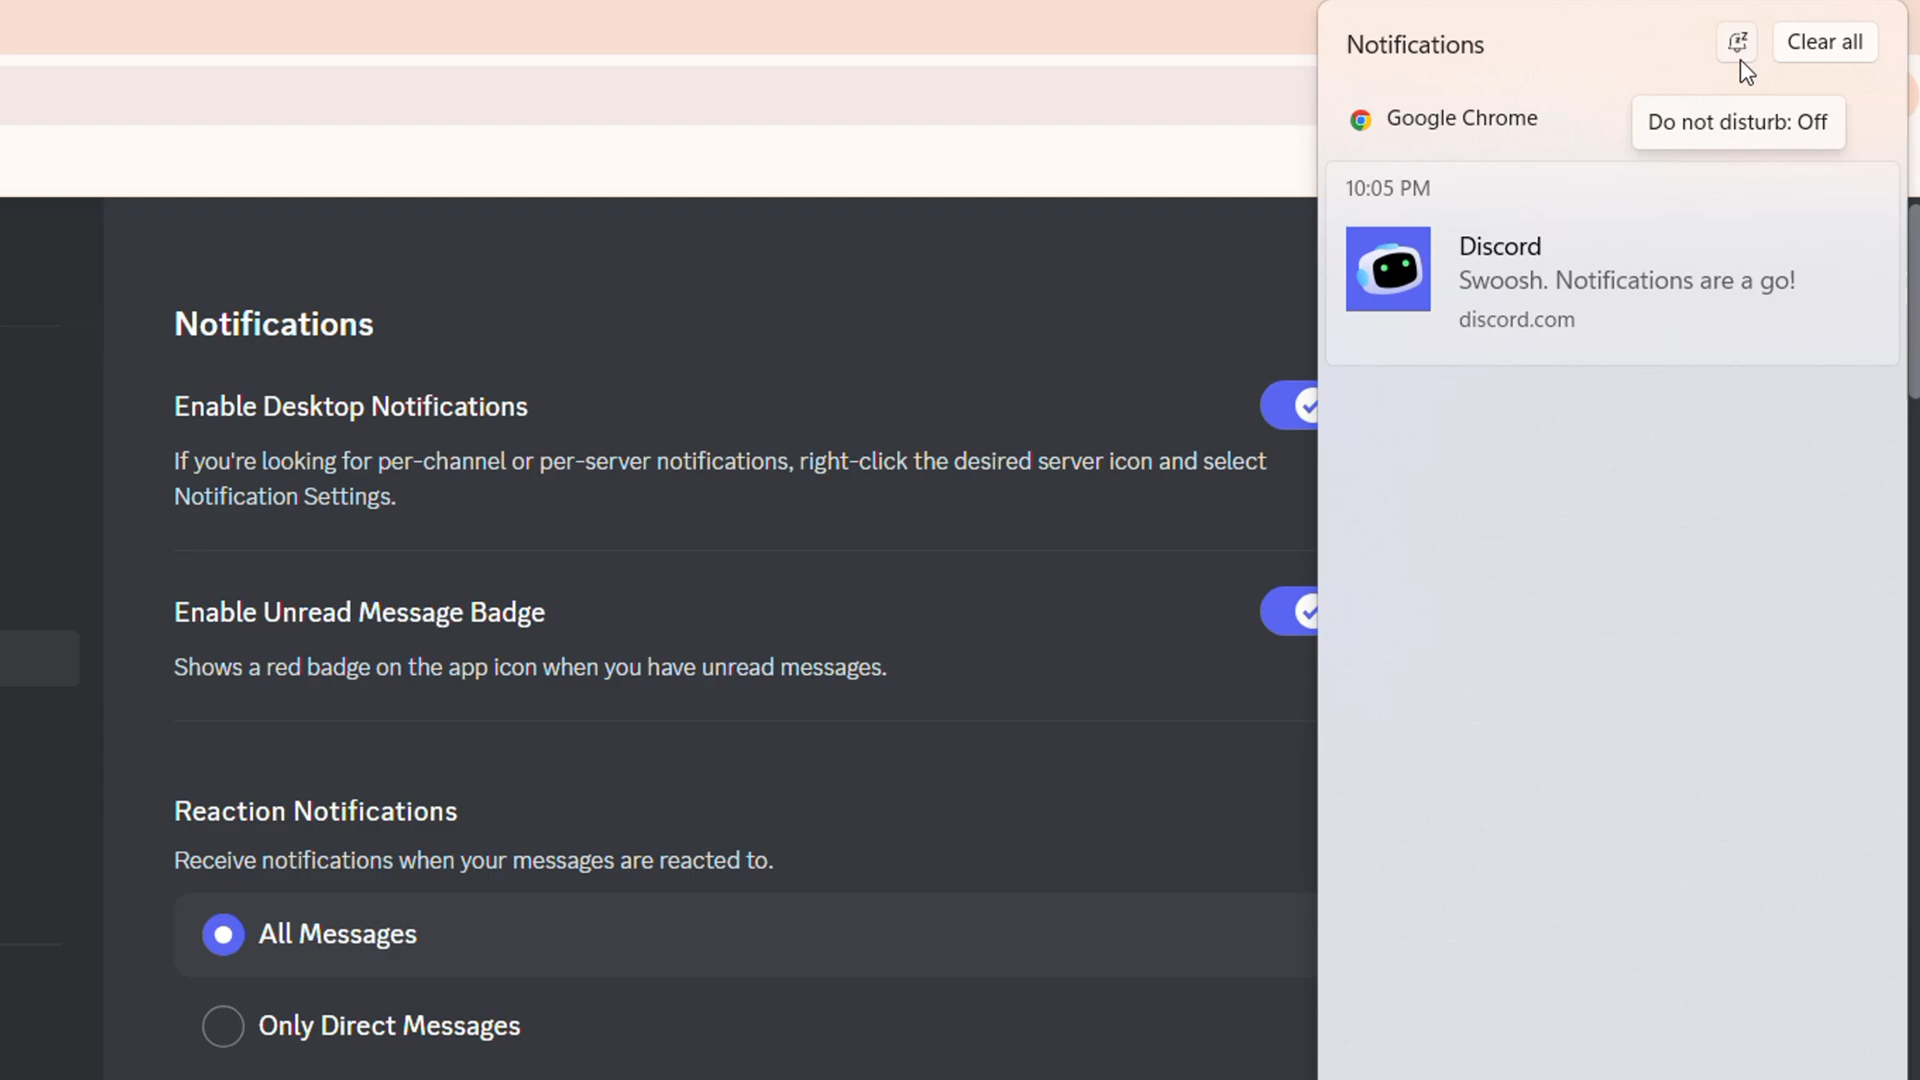 Notifications
Enable Desktop Notifications
If you're looking for per-channel or per-server notifications, right-click the desired server icon and select
Notification Settings.
Enable Unread Message Badge
Shows a red badge on the app icon when you have unread messages.
Reaction Notifications
Receive notifications when your messages are reacted to.
All Messages
Only Direct Messages
Notifications
Clear all
Google Chrome
Do not disturb: Off
10:05 PM
Discord
Swoosh. Notifications are a go!
discord.com